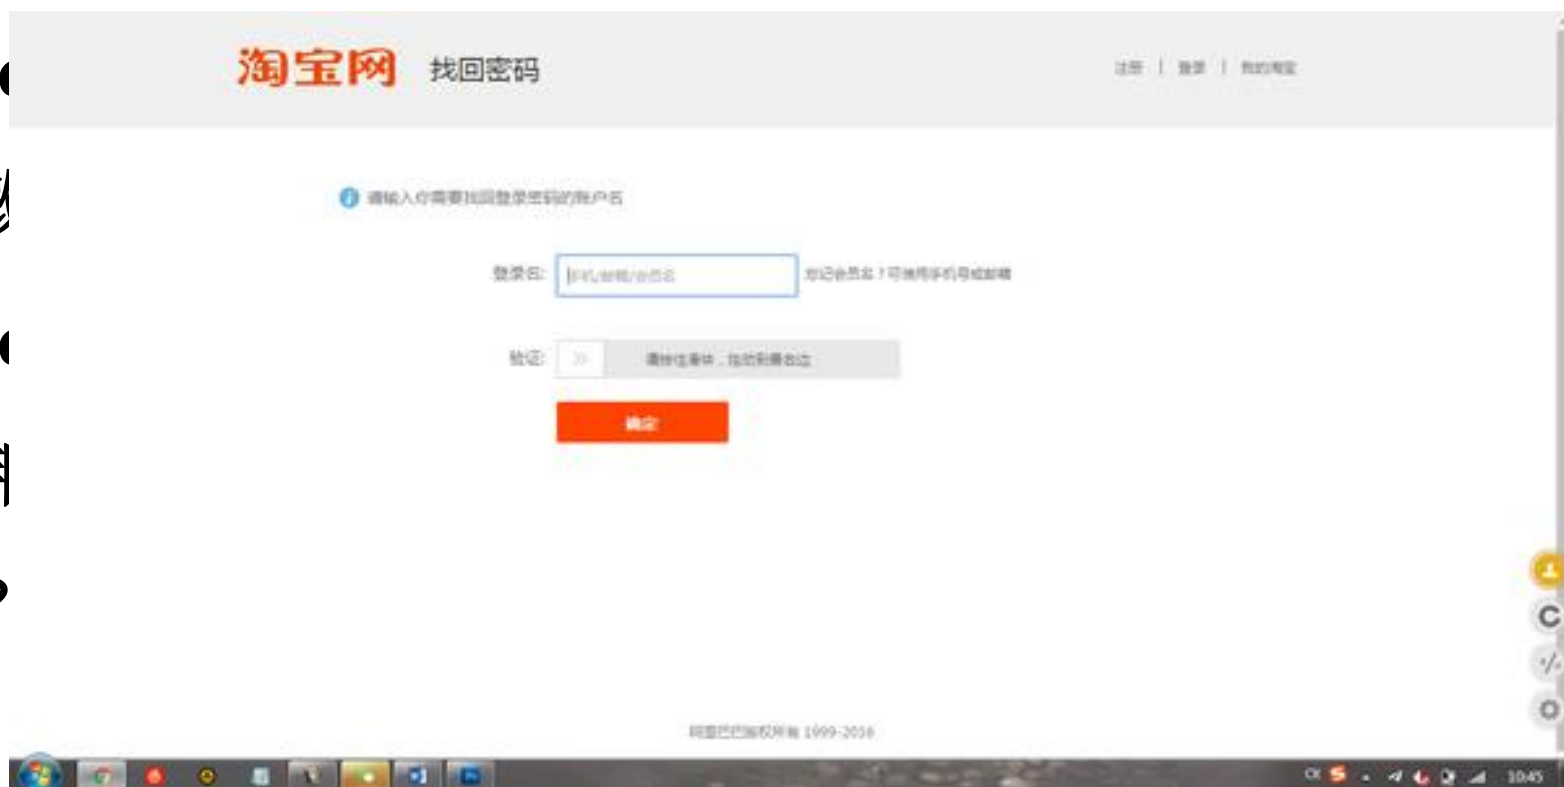 淘宝网 找回密码
注册 | 登录 | 我的淘宝
请输入你需要找回登录密码的账户名
登录名: 手机/邮箱/会员名 忘记会员名？可使用手机号或邮箱
验证: 请按住滑块，拖动到最右边
确定
阿里巴巴版权所有 1999-2016
10:45